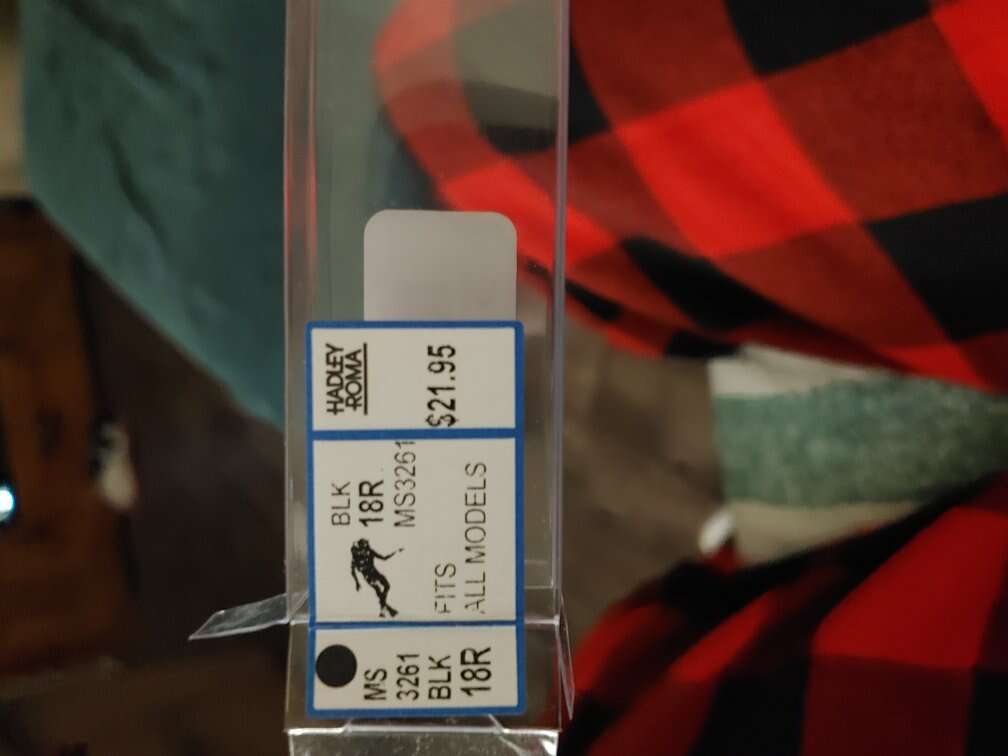 HADLEY
ROMA
$21.95
BLK
18R
MS3261
FITS
ALL MODELS
MS
3261
BLK
18R